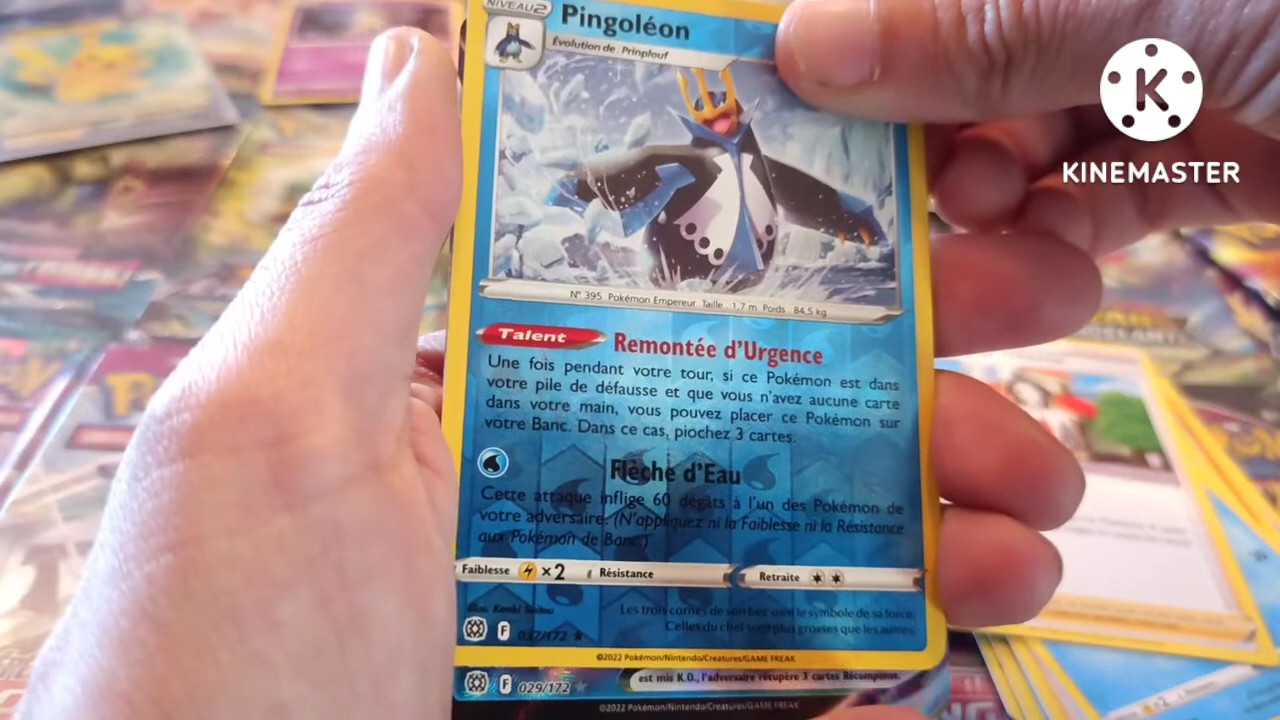 NIVEAU2
Pingoléon
Évolution de Prinplouf
K
KINEMASTER
N° 395 Pokémon Empereur Taille 1,7 m Poids 84,5 kg
Talent Remontée d'Urgence
Une fois pendant votre tour, si ce Pokémon est dans
votre pile de défausse et que vous n'avez aucune carte
dans votre main, vous pouvez placer ce Pokémon sur
votre Banc. Dans ce cas, piochez 3 cartes.
Flèche d'Eau
Cette attaque inflige 60 dégâts à l'un des Pokémon de
votre adversaire. (N'appliquez ni la Faiblesse ni la Résistance
aux Pokémon de Banc.)
Faiblesse ×2 Résistance Retraite
Illus. Kouki Saitou
Les trois cornes de son bec sont le symbole de sa force.
Celles du chef sont plus grosses que les autres.
F 037/172 ★
©2022 Pokémon/Nintendo/Creatures/GAME FREAK
F 029/172
est mis K.O., l'adversaire récupère 3 cartes Récompense.
©2022 Pokémon/Nintendo/Creatures/GAME FREAK